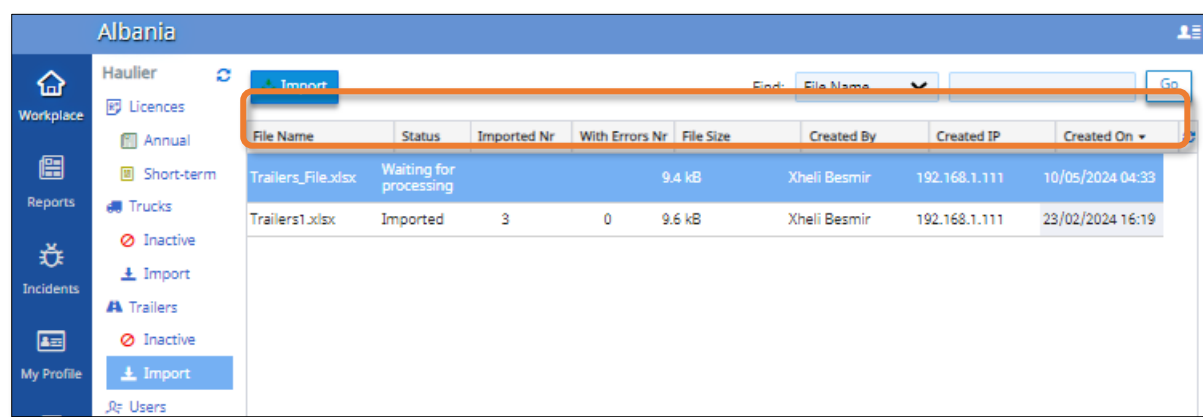 Albania
Workplace
Reports
Incidents
My Profile
Haulier
Licences
Annual
Short-term
Trucks
Inactive
Import
Trailers
Inactive
Import
Users
Import Find: File Name Go
File Name Status Imported Nr With Errors Nr File Size Created By Created IP Created On
Trailers_File.xlsx Waiting for processing 9.4 kB Xheli Besmir 192.168.1.111 10/05/2024 04:33
Trailers1.xlsx Imported 3 0 9.6 kB Xheli Besmir 192.168.1.111 23/02/2024 16:19